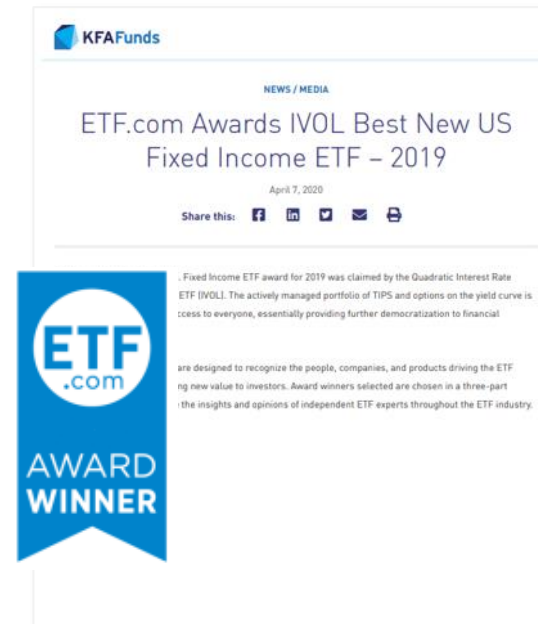 KFAFunds
NEWS / MEDIA
ETF.com Awards IVOL Best New US
Fixed Income ETF – 2019
April 7, 2020
Share this:
. Fixed Income ETF award for 2019 was claimed by the Quadratic Interest Rate
ETF (IVOL). The actively managed portfolio of TIPS and options on the yield curve is
ccess to everyone, essentially providing further democratization to financial
are designed to recognize the people, companies, and products driving the ETF
ng new value to investors. Award winners selected are chosen in a three-part
the insights and opinions of independent ETF experts throughout the ETF industry.
ETF
.com
AWARD
WINNER